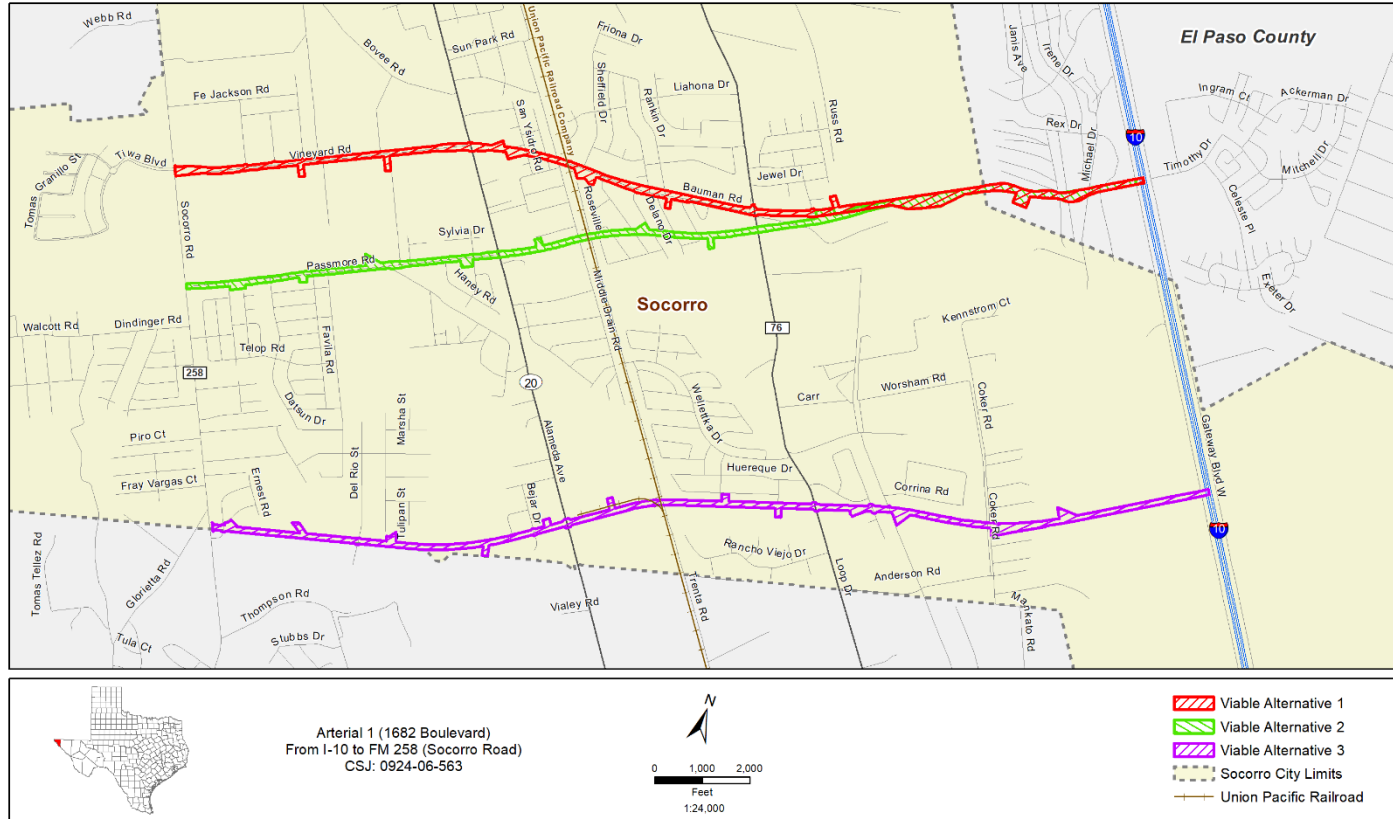 Webb Rd
Bovee Rd
Sun Park Rd
Union Pacific Railroad Company
Friona Dr
Sheffield Dr
Rankin Dr
Liahona Dr
Russ Rd
Janis Ave
Irene Dr
El Paso County
Ingram Ct
Ackerman Dr
Fe Jackson Rd
San Ysidro Rd
Rex Dr
Michael Dr
10
Timothy Dr
Mitchell Dr
Granillo St
Tomas
Tiwa Blvd
Vineyard Rd
Jewel Dr
Bauman Rd
Celeste Pl
Socorro Rd
Roseville
Delano Dr
Sylvia Dr
Passmore Rd
Haney Rd
Middle Drain Rd
Exeter Dr
Socorro
Walcott Rd
Dindinger Rd
Telop Rd
Favila Rd
258
76
Kennstrom Ct
20
Datsun Dr
Marsha St
Wellettka Dr
Carr
Worsham Rd
Coker Rd
Piro Ct
Alameda Ave
Gateway Blvd W
Fray Vargas Ct
Ernest Rd
Del Rio St
Tulipan St
Bejar Dr
Huereque Dr
Corrina Rd
Coker Rd
10
Tomas Tellez Rd
Glorietta Rd
Rancho Viejo Dr
Loop Dr
Anderson Rd
Mankato Rd
Thompson Rd
Vialey Rd
Trenta Rd
Tula Ct
Stubbs Dr
Arterial 1 (1682 Boulevard)
From I-10 to FM 258 (Socorro Road)
CSJ: 0924-06-563
N
0 1,000 2,000
Feet
1:24,000
Viable Alternative 1
Viable Alternative 2
Viable Alternative 3
Socorro City Limits
Union Pacific Railroad